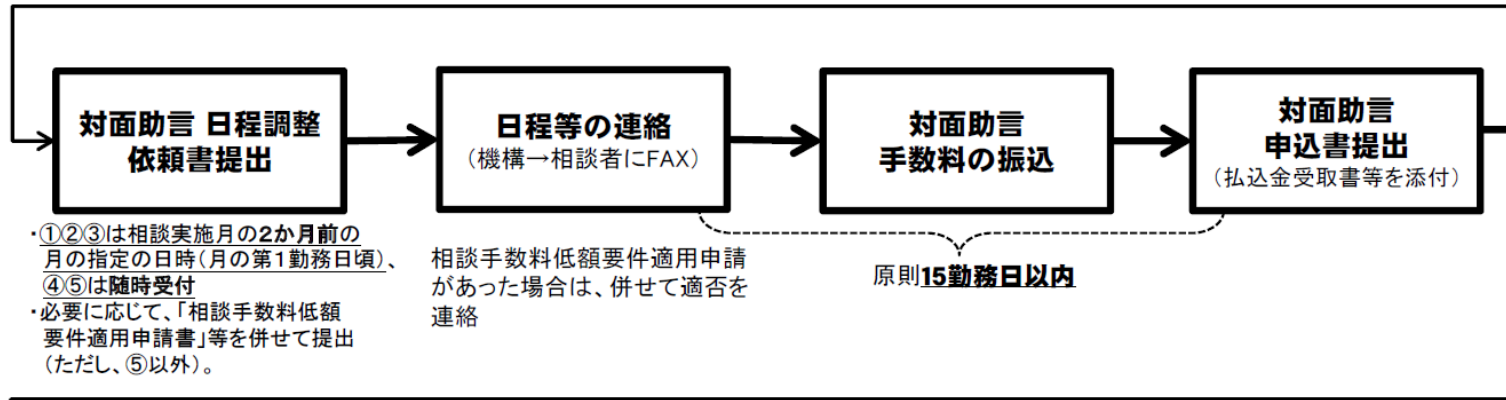 対面助言 日程調整
依頼書提出
日程等の連絡
（機構→相談者にFAX）
対面助言
手数料の振込
対面助言
申込書提出
（払込金受取書等を添付）
・①②③は相談実施月の2か月前の
月の指定の日時（月の第１勤務日頃）、
④⑤は随時受付
・必要に応じて、「相談手数料低額
要件適用申請書」等を併せて提出
（ただし、⑤以外）。
相談手数料低額要件適用申請
があった場合は、併せて適否を
連絡
原則15勤務日以内